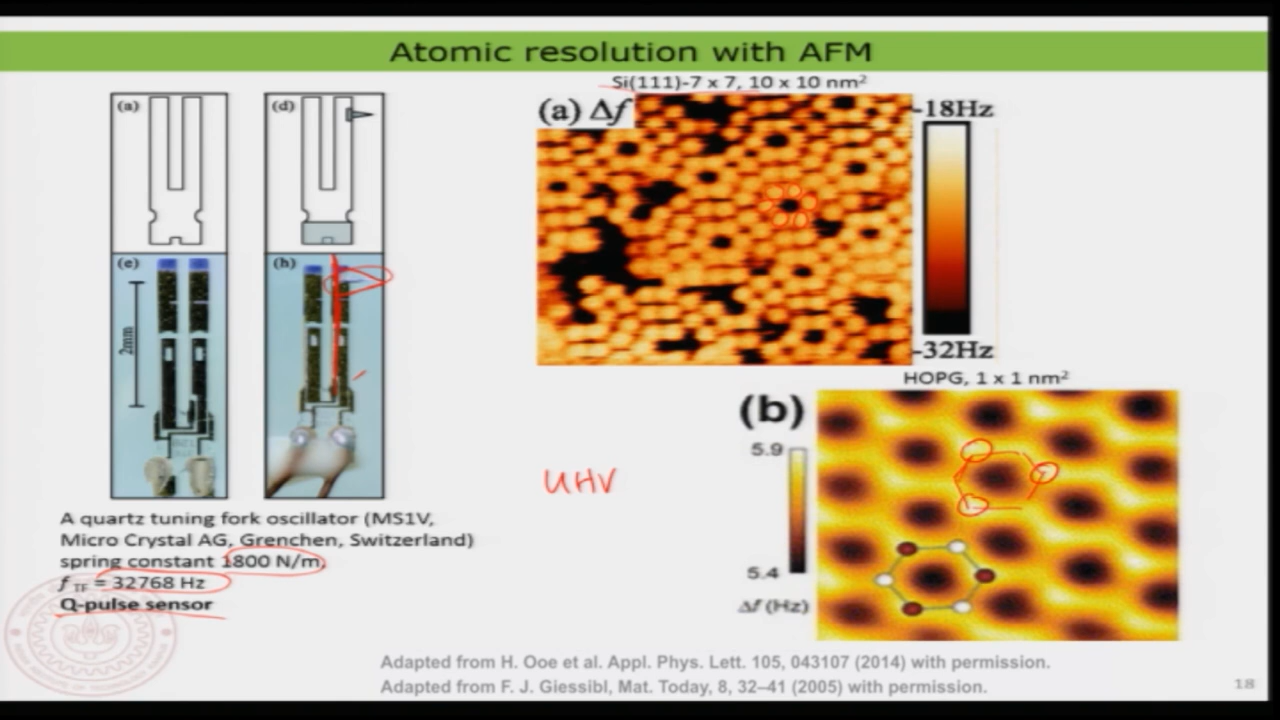 Atomic resolution with AFM
Si(111)-7 x 7, 10 x 10 nm²
(a)
(d)
(e)
(h)
2mm
(a) Δf
-18Hz
-32Hz
HOPG, 1 x 1 nm²
(b)
5.9
5.4
Δf (Hz)
UHV
A quartz tuning fork oscillator (MS1V,
Micro Crystal AG, Grenchen, Switzerland)
spring constant 1800 N/m,
f TF = 32768 Hz
Q-pulse sensor
Adapted from H. Ooe et al. Appl. Phys. Lett. 105, 043107 (2014) with permission.
Adapted from F. J. Giessibl, Mat. Today, 8, 32–41 (2005) with permission.
18